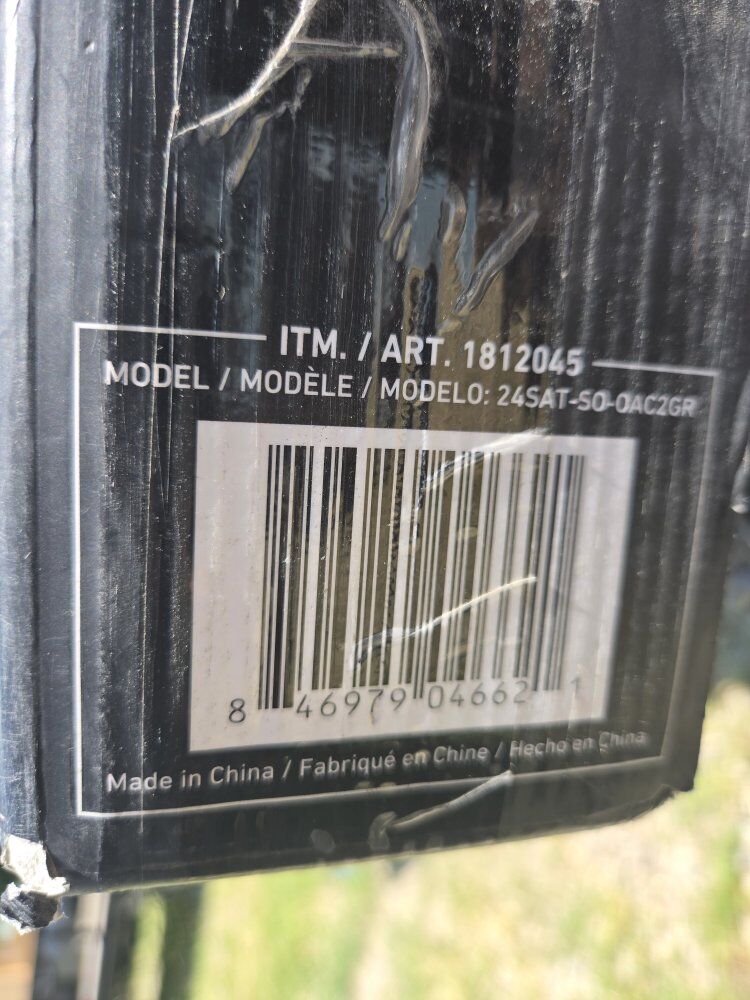 ITM. / ART. 1812045
MODEL / MODÈLE / MODELO: 24SAT-SO-OAC2GR
8 46979 04662 1
Made in China / Fabriqué en Chine / Hecho en China